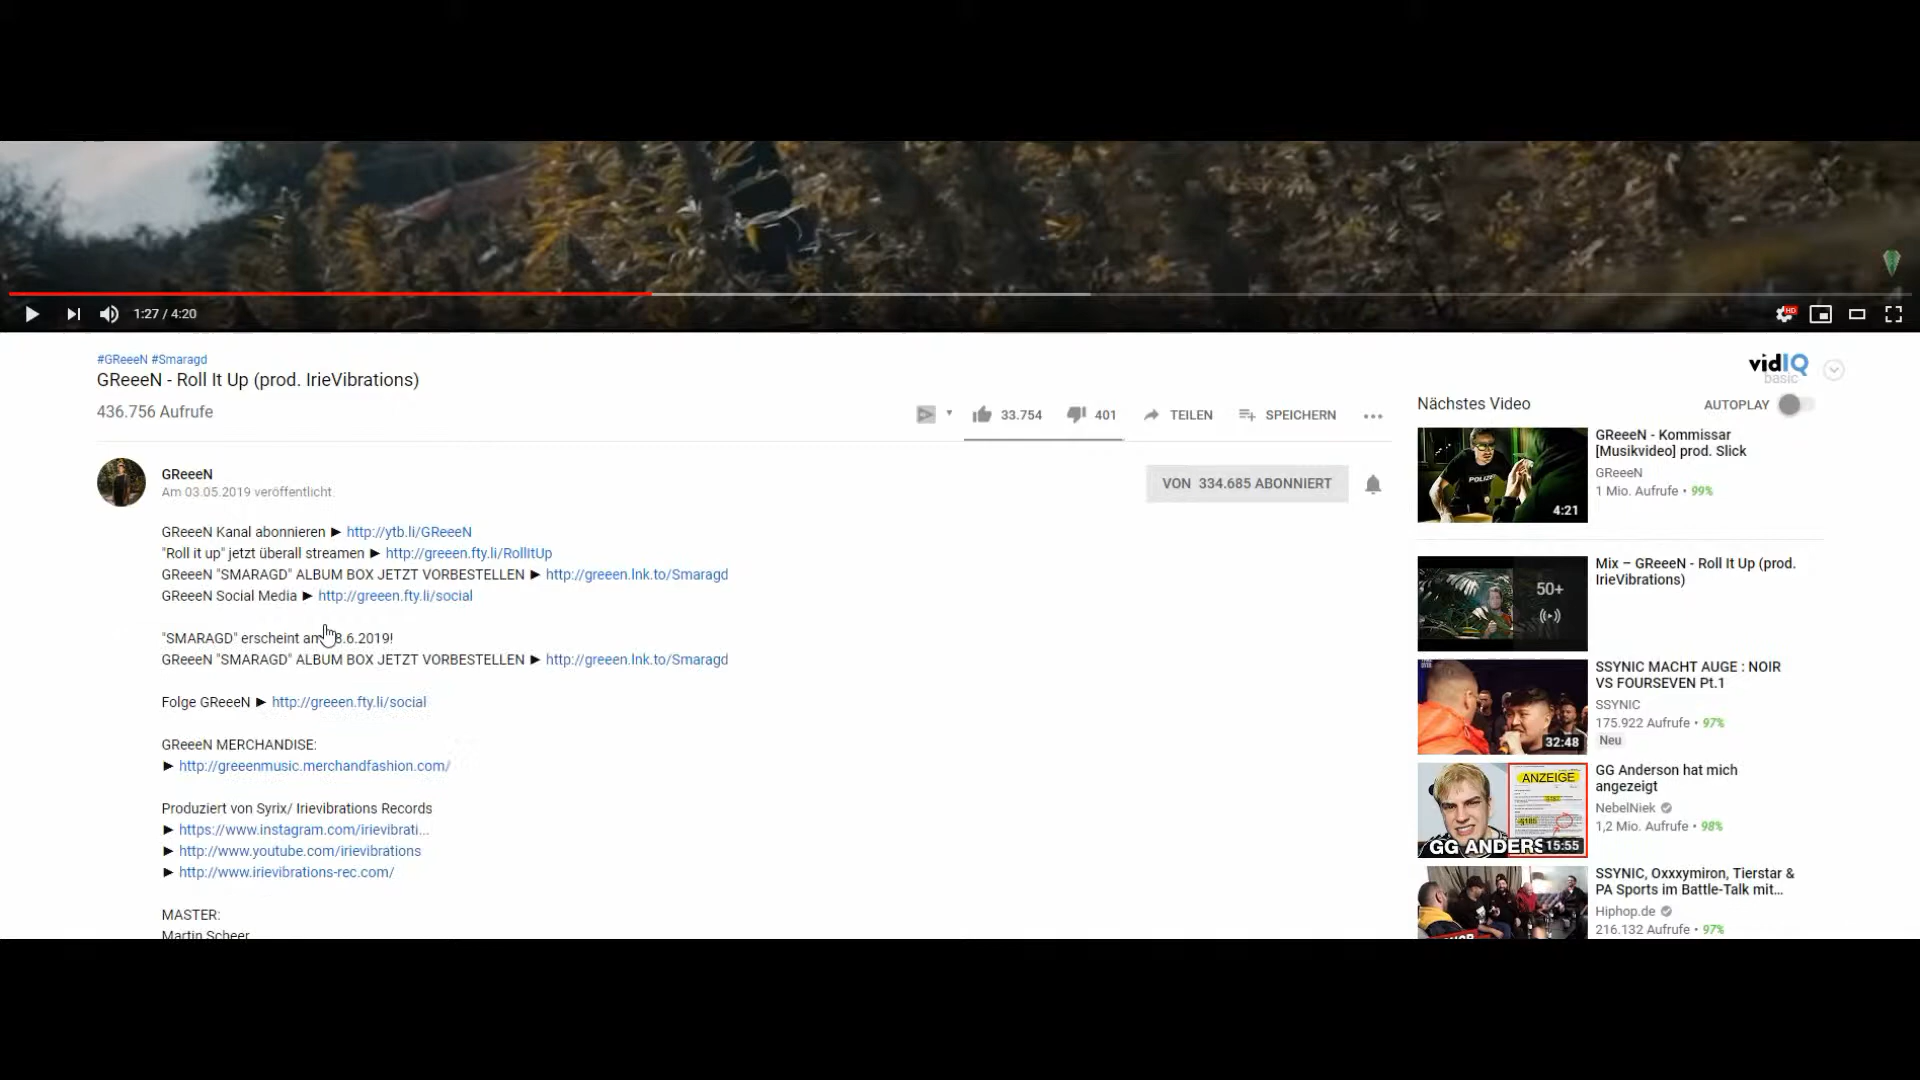 1:27 / 4:20
HD
#GReeeN #Smaragd
GReeeN - Roll It Up (prod. IrieVibrations)
436.756 Aufrufe
33.754
401
TEILEN
SPEICHERN
GReeeN
Am 03.05.2019 veröffentlicht
VON 334.685 ABONNIERT
GReeeN Kanal abonnieren ► http://ytb.li/GReeeN
"Roll it up" jetzt überall streamen ► http://greeen.fty.li/RollItUp
GReeeN "SMARAGD" ALBUM BOX JETZT VORBESTELLEN ► http://greeen.lnk.to/Smaragd
GReeeN Social Media ► http://greeen.fty.li/social
"SMARAGD" erscheint am 8.6.2019!
GReeeN "SMARAGD" ALBUM BOX JETZT VORBESTELLEN ► http://greeen.lnk.to/Smaragd
Folge GReeeN ► http://greeen.fty.li/social
GReeeN MERCHANDISE:
► http://greeenmusic.merchandfashion.com/
Produziert von Syrix/ Irievibrations Records
► https://www.instagram.com/irievibrati...
► http://www.youtube.com/irievibrations
► http://www.irievibrations-rec.com/
MASTER:
Martin Scheer
vidIQ
basic
Nächstes Video
AUTOPLAY
POLIZEI
4:21
GReeeN - Kommissar
[Musikvideo] prod. Slick
GReeeN
1 Mio. Aufrufe • 99%
50+
Mix – GReeeN - Roll It Up (prod.
IrieVibrations)
32:48
SSYNIC MACHT AUGE : NOIR
VS FOURSEVEN Pt.1
SSYNIC
175.922 Aufrufe • 97%
Neu
ANZEIGE
GG ANDERS
15:55
GG Anderson hat mich
angezeigt
NebelNiek
1,2 Mio. Aufrufe • 98%
SSYNIC, Oxxxymiron, Tierstar &
PA Sports im Battle-Talk mit...
Hiphop.de
216.132 Aufrufe • 97%